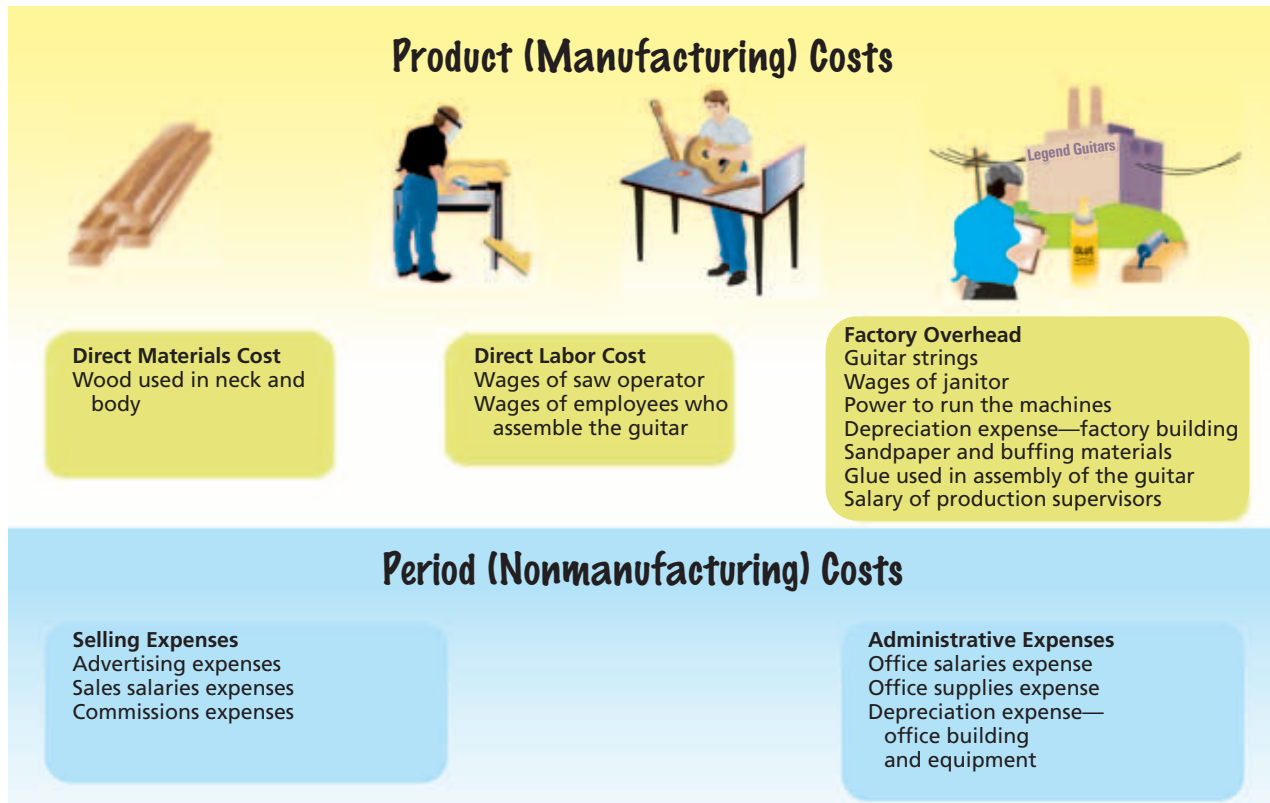 Product (Manufacturing) Costs
Legend Guitars
GLUE
Direct Materials Cost
Wood used in neck and
body
Direct Labor Cost
Wages of saw operator
Wages of employees who
assemble the guitar
Factory Overhead
Guitar strings
Wages of janitor
Power to run the machines
Depreciation expense—factory building
Sandpaper and buffing materials
Glue used in assembly of the guitar
Salary of production supervisors
Period (Nonmanufacturing) Costs
Selling Expenses
Advertising expenses
Sales salaries expenses
Commissions expenses
Administrative Expenses
Office salaries expense
Office supplies expense
Depreciation expense—
office building
and equipment